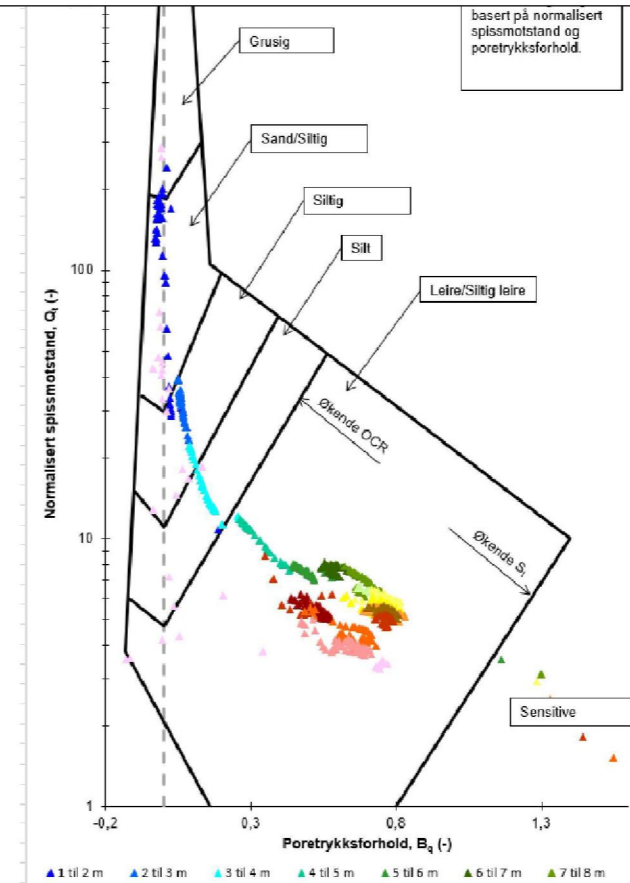 basert på normalisert
spissmotstand og
poretrykksforhold.
Grusig
Sand/Siltig
Siltig
Silt
Leire/Siltig leire
Økende OCR
Økende Sₜ
Sensitive
Normalisert spissmotstand, Qₜ (-)
100
10
1
-0,2
0,3
0,8
1,3
Poretrykksforhold, B_q (-)
1 til 2 m
2 til 3 m
3 til 4 m
4 til 5 m
5 til 6 m
6 til 7 m
7 til 8 m